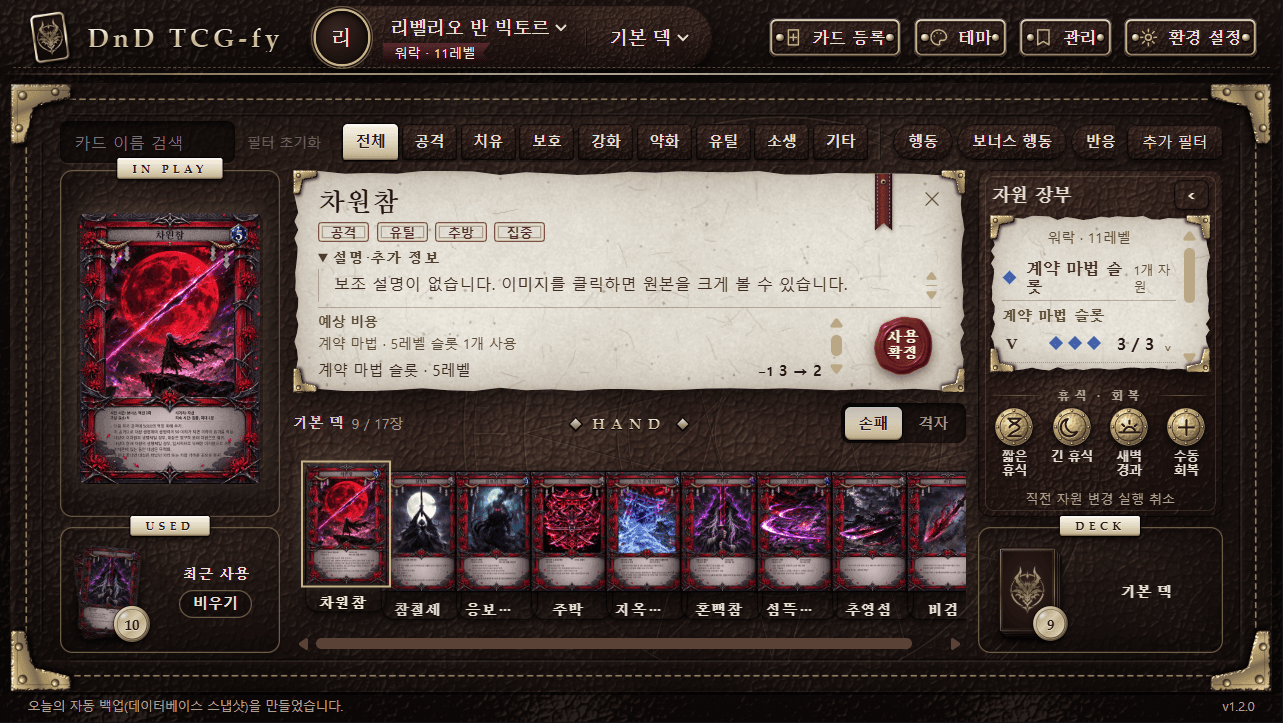 DnD TCG-fy
리
리벨리오 반 빅토르
워락 · 11레벨
기본 덱
카드 등록
테마
관리
환경 설정
카드 이름 검색
필터 초기화
전체
공격
치유
보호
강화
약화
유틸
소생
기타
행동
보너스 행동
반응
추가 필터
IN PLAY
차원참
5
차원참
공격
유틸
주방
집중
▼ 설명·추가 정보
보조 설명이 없습니다. 이미지를 클릭하면 원본을 크게 볼 수 있습니다.
예상 비용
계약 마법 · 5레벨 슬롯 1개 사용
계약 마법 슬롯 · 5레벨
−1 3 → 2
사용
확정
자원 장부
워락 · 11레벨
계약 마법 슬
롯
1개 자
원
계약 마법 슬롯
V
3 / 3
휴식 · 회복
짧은
휴식
긴 휴식
새벽
경과
수동
회복
직전 자원 변경 실행 취소
기본 덱 9 / 17장
HAND
손패
격자
차원참
참철세
응보…
주박
지옥…
혼백참
섬뜩…
추영섬
비검
USED
최근 사용
비우기
10
DECK
기본 덱
9
오늘의 자동 백업(데이터베이스 스냅샷)을 만들었습니다.
v1.2.0